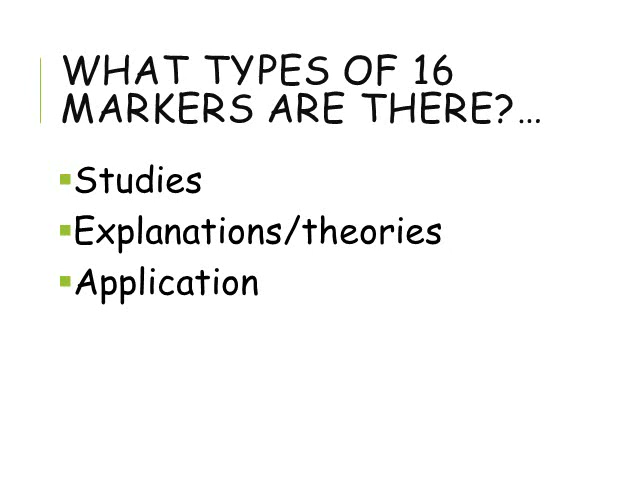 WHAT TYPES OF 16
MARKERS ARE THERE?...
▪Studies
▪Explanations/theories
▪Application